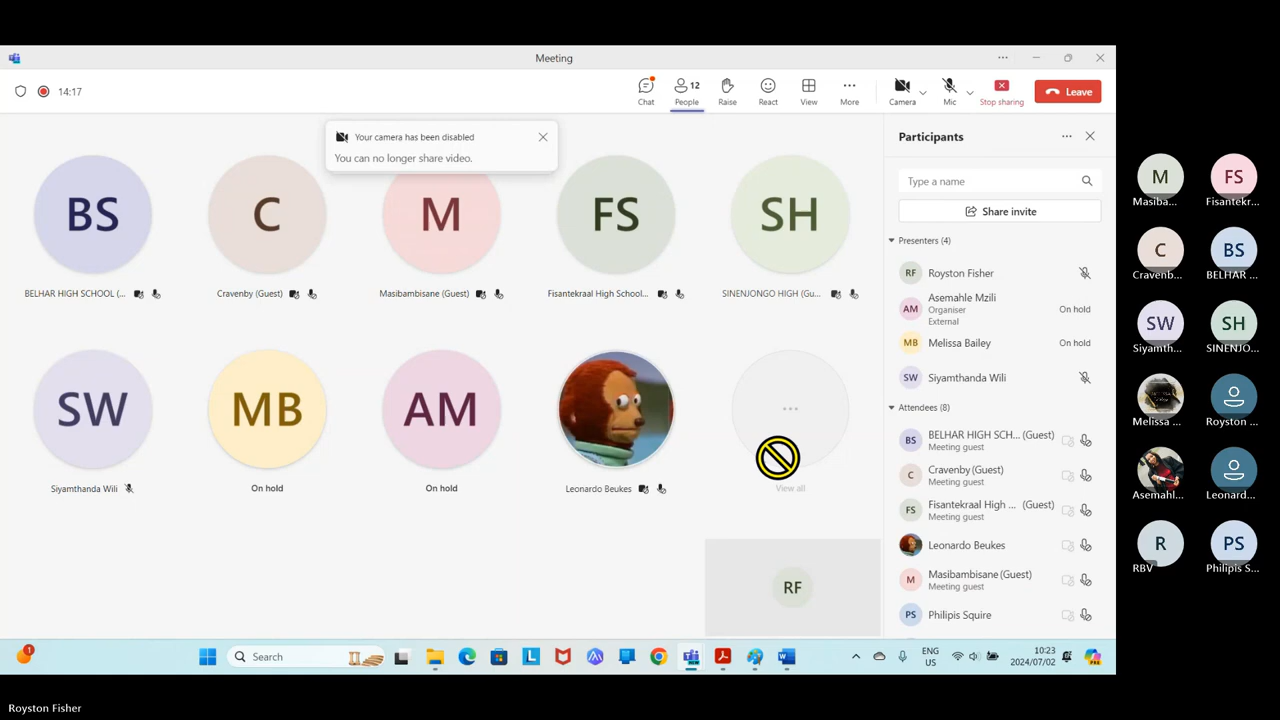 Meeting
14:17
Chat
12
People
Raise
React
View
More
Camera
Mic
Stop sharing
Leave
Your camera has been disabled
You can no longer share video.
BS
C
M
FS
SH
BELHAR HIGH SCHOOL (...
Cravenby (Guest)
Masibambisane (Guest)
Fisantekraal High School...
SINENJONGO HIGH (Gu...
SW
MB
AM
Siyamthanda Wili
On hold
On hold
Leonardo Beukes
View all
RF
Participants
Type a name
Share invite
Presenters (4)
RF
Royston Fisher
AM
Asemahle Mzili
Organiser
External
On hold
MB
Melissa Bailey
On hold
SW
Siyamthanda Wili
Attendees (8)
BS
BELHAR HIGH SCH... (Guest)
Meeting guest
C
Cravenby (Guest)
Meeting guest
FS
Fisantekraal High ... (Guest)
Meeting guest
Leonardo Beukes
M
Masibambisane (Guest)
Meeting guest
PS
Philipis Squire
M
FS
Masiba...
Fisantekr...
C
BS
Cravenb...
BELHAR ...
SW
SH
Siyamth...
SINENJO...
Melissa ...
Royston ...
Asemahl...
Leonard...
R
PS
RBV
Philipis S...
1
Search
L
ENG
US
10:23
2024/07/02
Royston Fisher